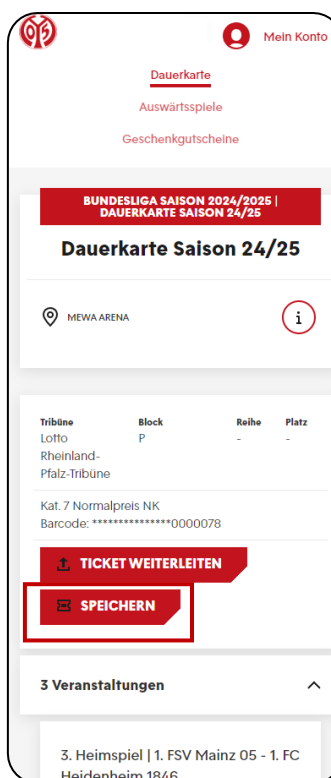 Mein Konto
Dauerkarte
Auswärtsspiele
Geschenkgutscheine
BUNDESLIGA SAISON 2024/2025 |
DAUERKARTE SAISON 24/25
Dauerkarte Saison 24/25
MEWA ARENA
i
Tribüne Block Reihe Platz
Lotto P - -
Rheinland-
Pfalz-Tribüne
Kat. 7 Normalpreis NK
Barcode: ***************0000078
TICKET WEITERLEITEN
SPEICHERN
3 Veranstaltungen
3. Heimspiel | 1. FSV Mainz 05 - 1. FC
Heidenheim 1846